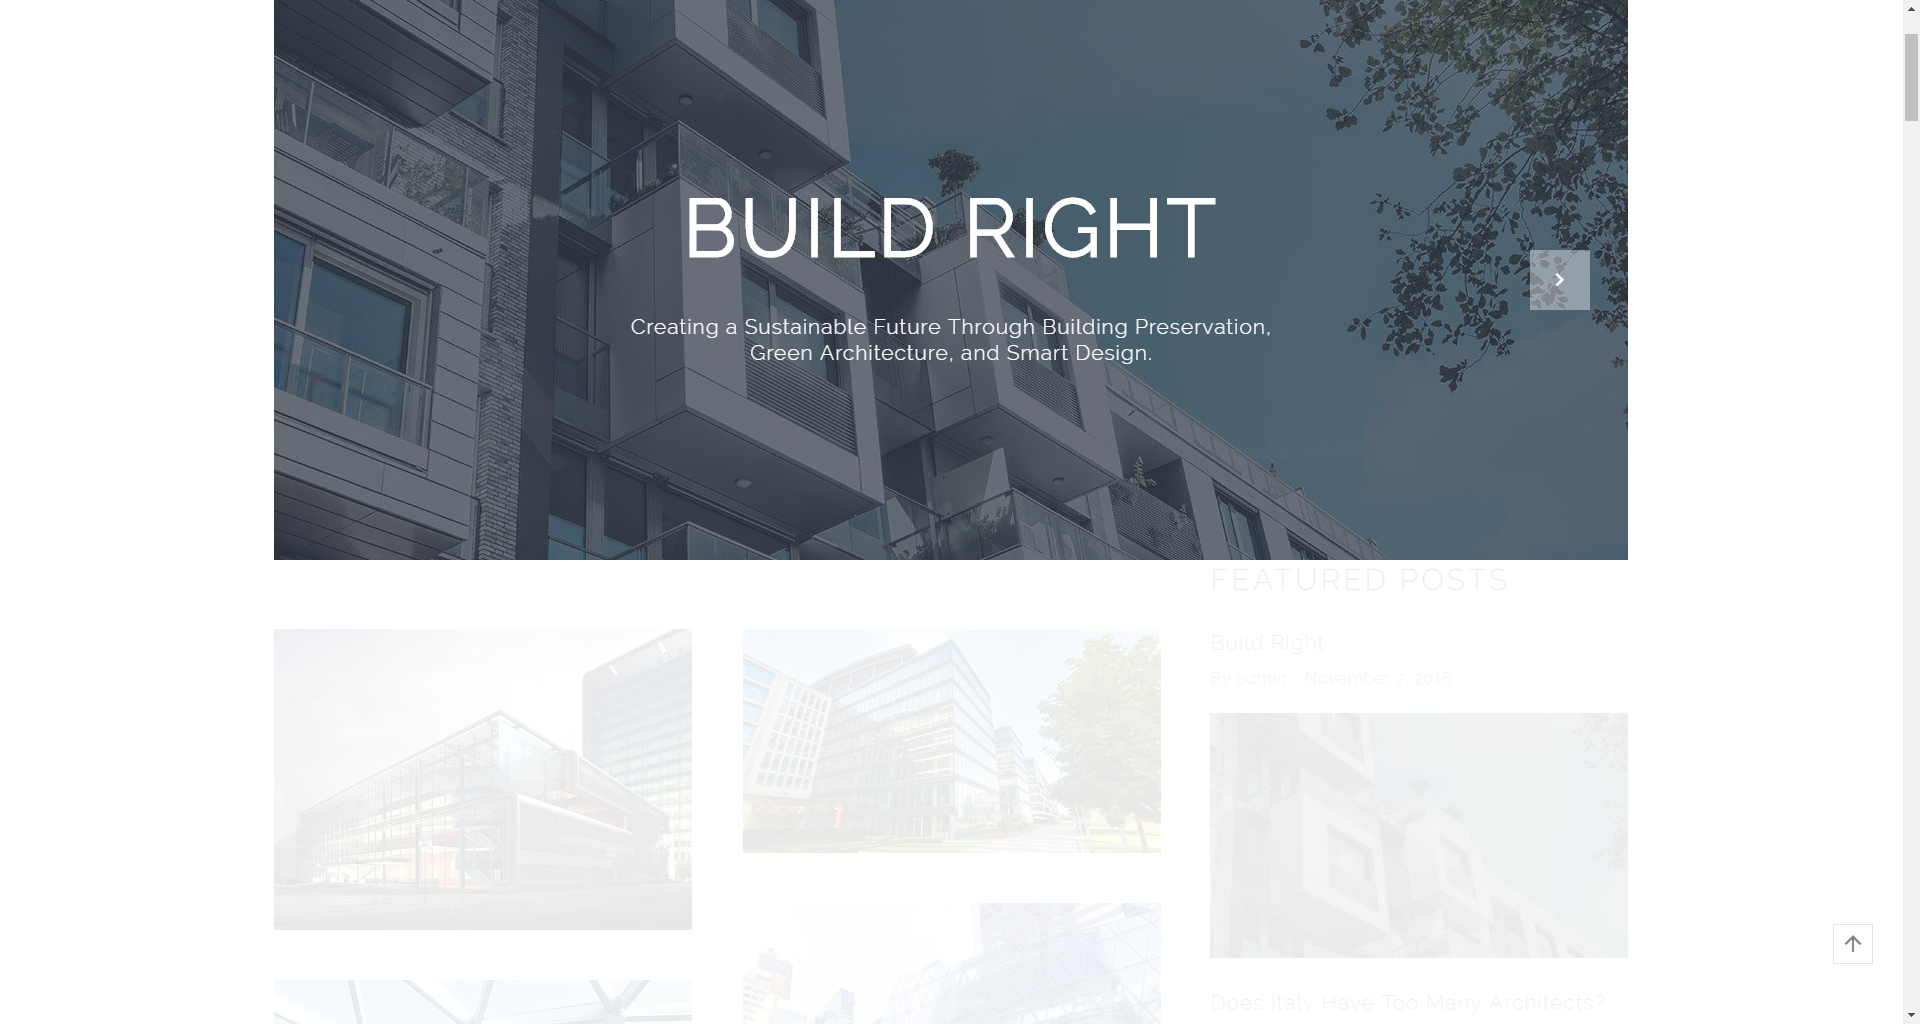 BUILD RIGHT
Creating a Sustainable Future Through Building Preservation,
Green Architecture, and Smart Design.
FEATURED POSTS
Build Right
By admin - November 7, 2016
Does Italy Have Too Many Architects?